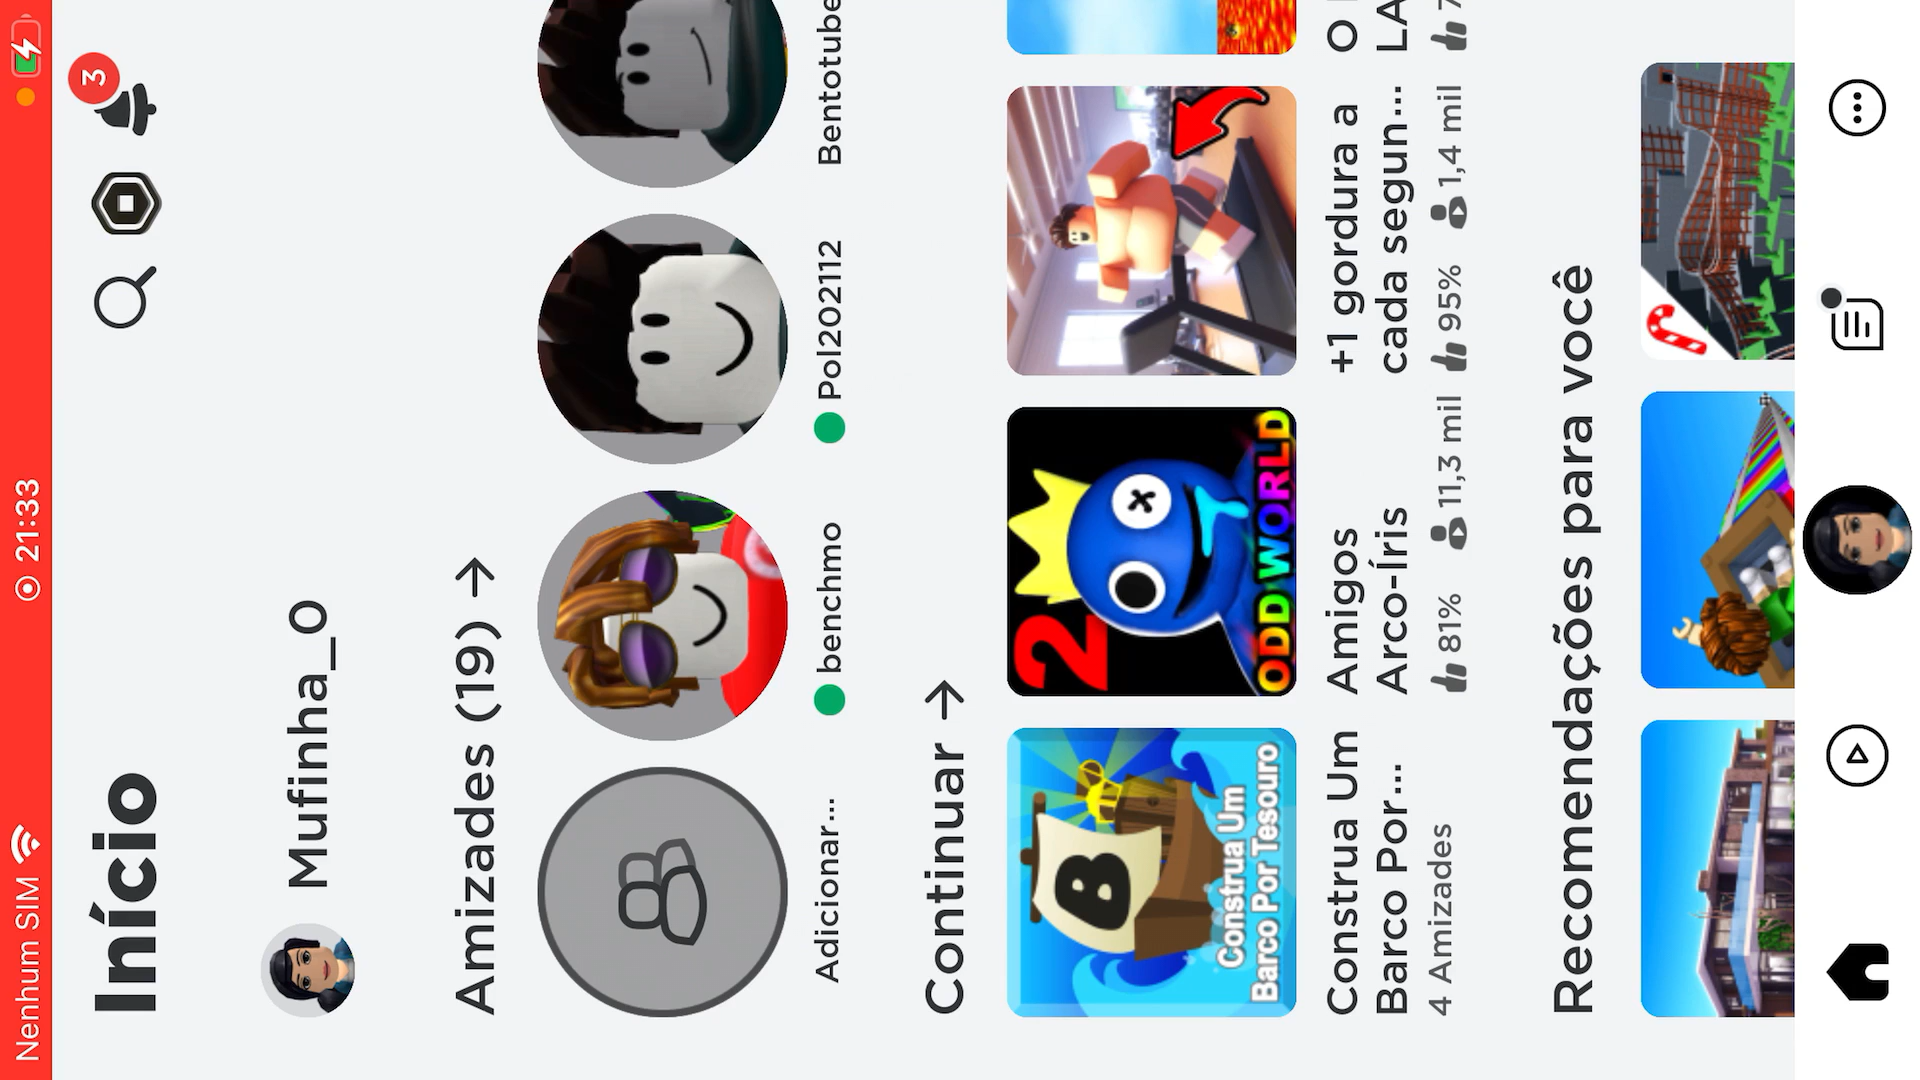 Nenhum SIM
21:33
Início
3
Mufinha_O
Amizades (19) →
Adicionar...
benchmo
Pol202112
Bentotube
Continuar →
B
Construa Um
Barco Por Tesouro
2
ODD WORLD
Construa Um
Barco Por...
4 Amizades
Amigos
Arco-Íris
81% 11,3 mil
+1 gordura a
cada segun...
95% 1,4 mil
O
LA
7
Recomendações para você